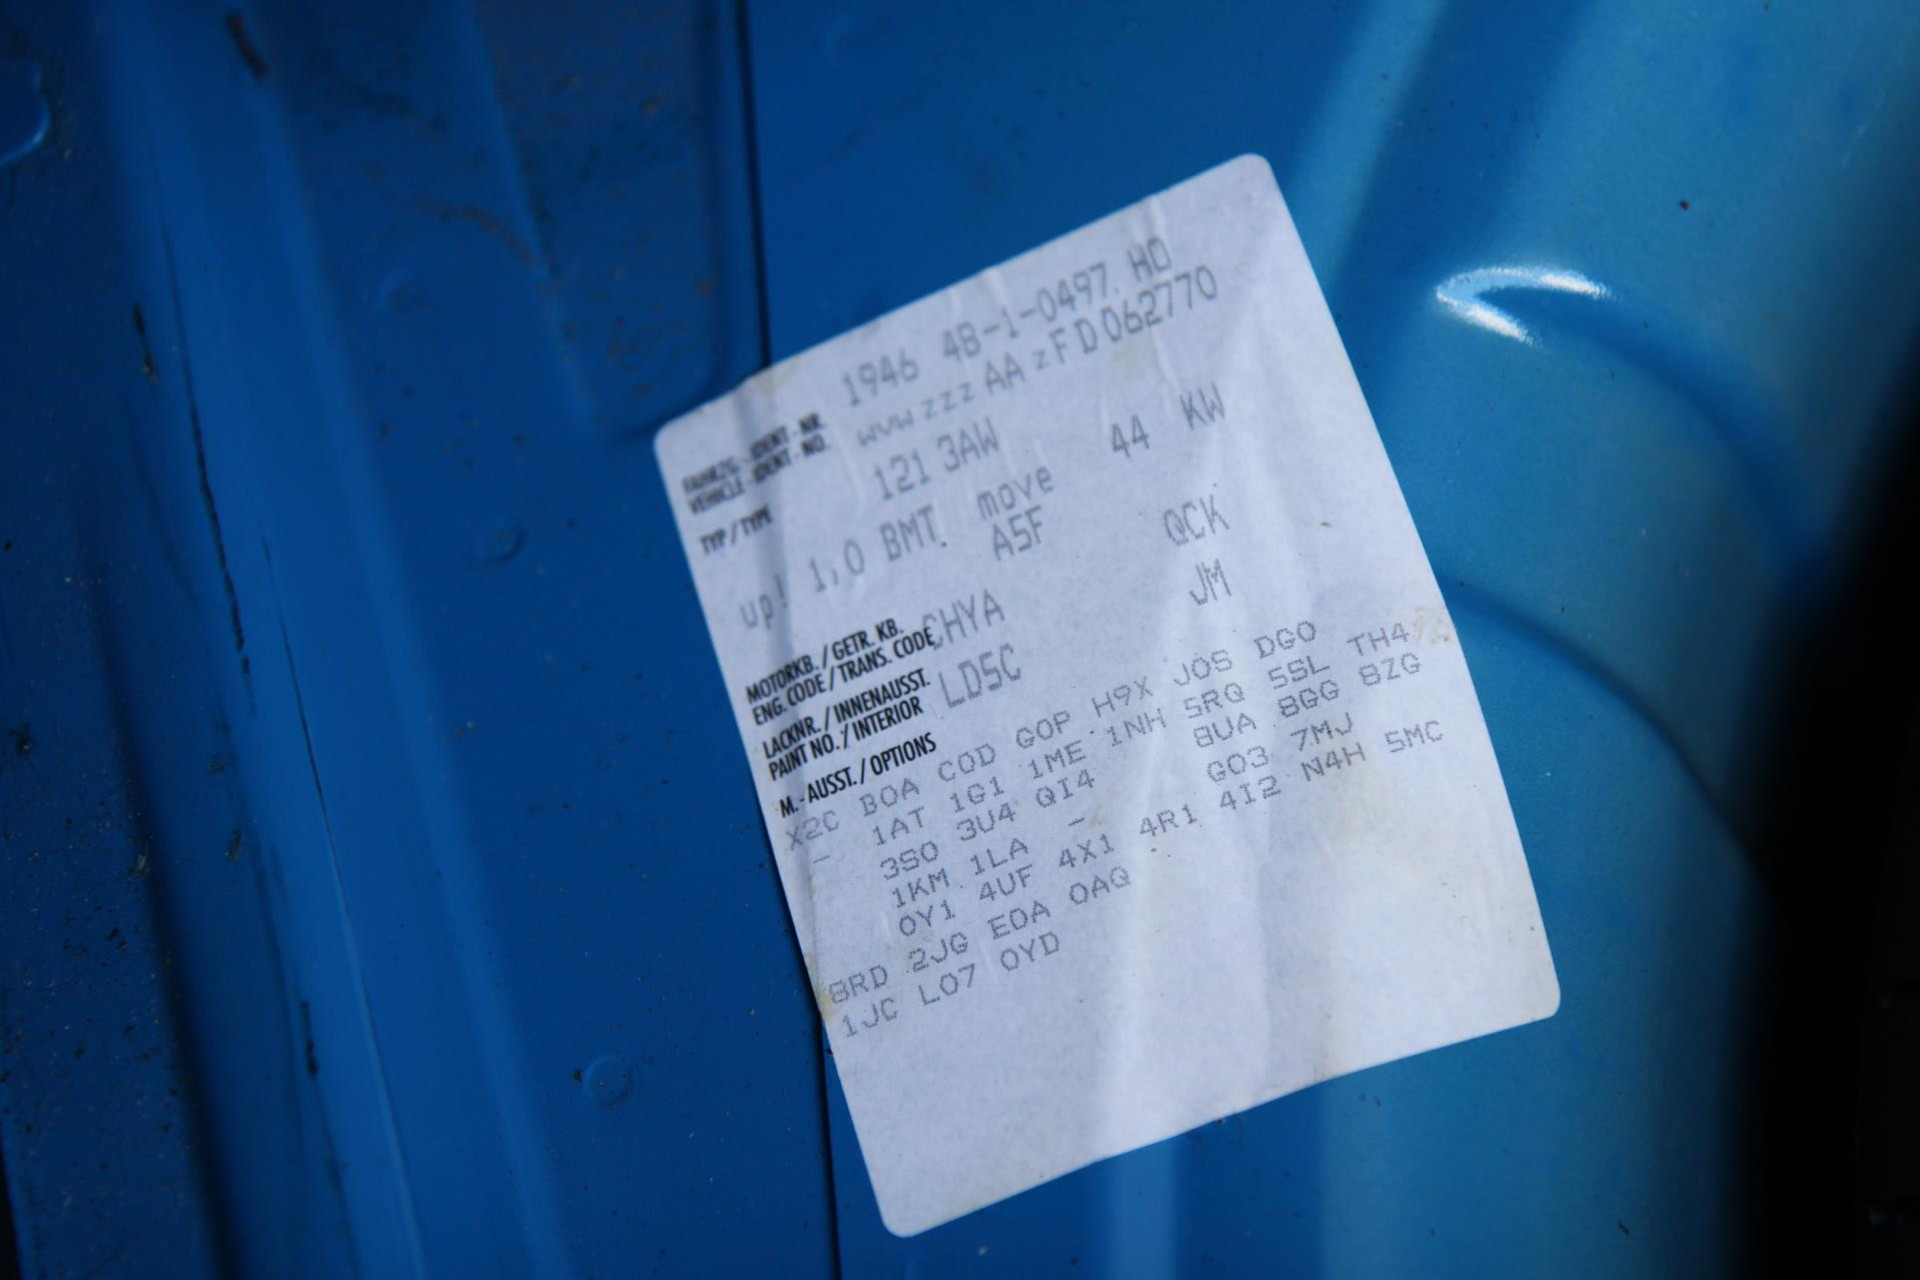 1946 48-1-0497 HO
FAHRZG.-IDENT-NR.
VEHICLE-IDENT-NO. WVWZZZAAZFD062770
TYP/TYPE 121 3AW
up! 1,0 BMT move 44 KW
A5F
MOTORKB./GETR. KB.
ENG. CODE/TRANS. CODE CHYA QCK
LACKNR./INNENAUSST.
PAINT NO./INTERIOR LD5C JM
M.-AUSST./OPTIONS
X2C B0A C0D G0P H9X J0S DG0
- 1AT 1G1 1ME 1NH 5RQ 5SL TH4
3S0 3U4 QI4 8UA 8GG 8ZG
1KM 1LA - G03 7MJ
0Y1 4UF 4X1 4R1 4I2 N4H 5MC
8RD 2JG E0A 0AQ
1JC L07 0YD